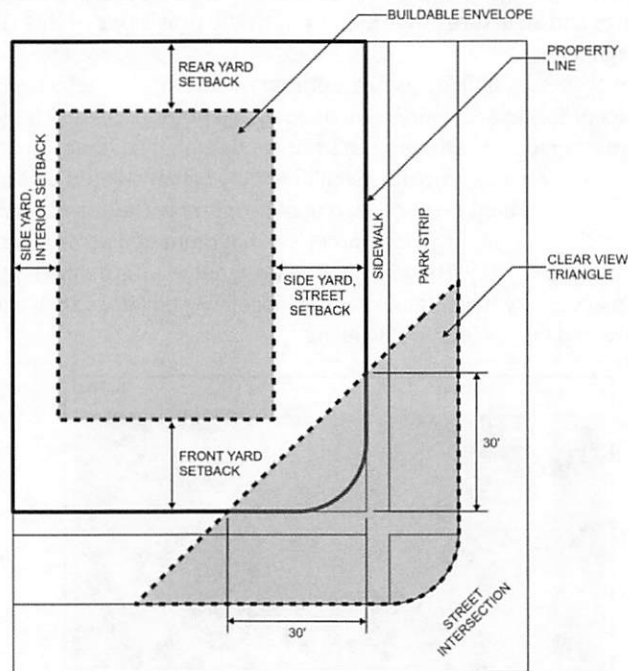 BUILDABLE ENVELOPE
PROPERTY
LINE
REAR YARD
SETBACK
SIDE YARD,
INTERIOR SETBACK
SIDEWALK
PARK STRIP
SIDE YARD,
STREET
SETBACK
CLEAR VIEW
TRIANGLE
30'
FRONT YARD
SETBACK
30'
STREET
INTERSECTION